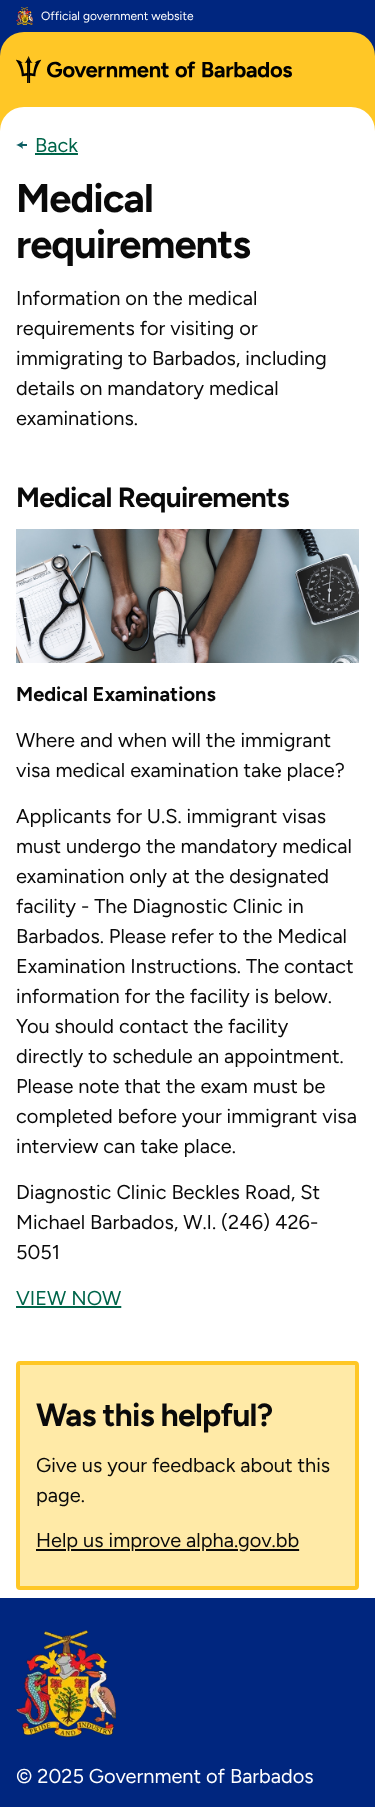 Official government website
Government of Barbados
Back
Medical
requirements
Information on the medical
requirements for visiting or
immigrating to Barbados, including
details on mandatory medical
examinations.
Medical Requirements
Medical Examinations
Where and when will the immigrant
visa medical examination take place?
Applicants for U.S. immigrant visas
must undergo the mandatory medical
examination only at the designated
facility - The Diagnostic Clinic in
Barbados. Please refer to the Medical
Examination Instructions. The contact
information for the facility is below.
You should contact the facility
directly to schedule an appointment.
Please note that the exam must be
completed before your immigrant visa
interview can take place.
Diagnostic Clinic Beckles Road, St
Michael Barbados, W.I. (246) 426-
5051
VIEW NOW
Was this helpful?
Give us your feedback about this
page.
Help us improve alpha.gov.bb
PRIDE AND INDUSTRY
© 2025 Government of Barbados